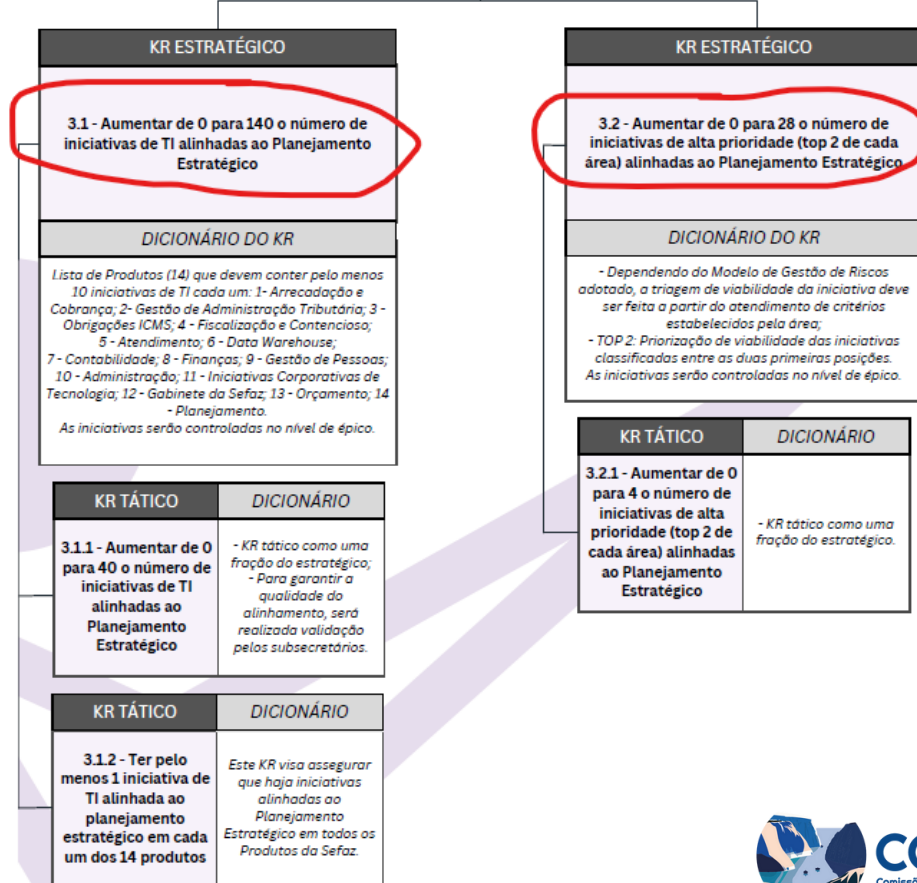 KR ESTRATÉGICO
3.1 - Aumentar de 0 para 140 o número de
iniciativas de TI alinhadas ao Planejamento
Estratégico
DICIONÁRIO DO KR
Lista de Produtos (14) que devem conter pelo menos
10 iniciativas de TI cada um: 1- Arrecadação e
Cobrança; 2- Gestão de Administração Tributária; 3 -
Obrigações ICMS; 4 - Fiscalização e Contencioso;
5 - Atendimento; 6 - Data Warehouse;
7 - Contabilidade; 8 - Finanças; 9 - Gestão de Pessoas;
10 - Administração; 11 - Iniciativas Corporativas de
Tecnologia; 12 - Gabinete da Sefaz; 13 - Orçamento; 14
- Planejamento.
As iniciativas serão controladas no nível de épico.
KR TÁTICO
DICIONÁRIO
3.1.1 - Aumentar de 0
para 40 o número de
iniciativas de TI
alinhadas ao
Planejamento
Estratégico
- KR tático como uma
fração do estratégico;
- Para garantir a
qualidade do
alinhamento, será
realizada validação
pelos subsecretários.
KR TÁTICO
DICIONÁRIO
3.1.2 - Ter pelo
menos 1 iniciativa de
TI alinhada ao
planejamento
estratégico em cada
um dos 14 produtos
Este KR visa assegurar
que haja iniciativas
alinhadas ao
Planejamento
Estratégico em todos os
Produtos da Sefaz.
KR ESTRATÉGICO
3.2 - Aumentar de 0 para 28 o número de
iniciativas de alta prioridade (top 2 de cada
área) alinhadas ao Planejamento Estratégico
DICIONÁRIO DO KR
- Dependendo do Modelo de Gestão de Riscos
adotado, a triagem de viabilidade da iniciativa deve
ser feita a partir do atendimento de critérios
estabelecidos pela área;
- TOP 2: Priorização de viabilidade das iniciativas
classificadas entre as duas primeiras posições.
As iniciativas serão controladas no nível de épico.
KR TÁTICO
DICIONÁRIO
3.2.1 - Aumentar de 0
para 4 o número de
iniciativas de alta
prioridade (top 2 de
cada área) alinhadas
ao Planejamento
Estratégico
- KR tático como uma
fração do estratégico.